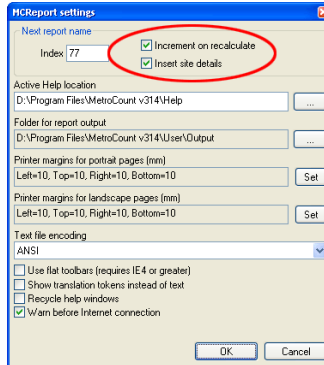 MCReport settings
Next report name
Index 77
Increment on recalculate
Insert site details
Active Help location
D:\Program Files\MetroCount v314\Help
...
Folder for report output
D:\Program Files\MetroCount v314\User\Output
...
Printer margins for portrait pages (mm)
Left=10, Top=10, Right=10, Bottom=10
Set
Printer margins for landscape pages (mm)
Left=10, Top=10, Right=10, Bottom=10
Set
Text file encoding
ANSI
Use flat toolbars (requires IE4 or greater)
Show translation tokens instead of text
Recycle help windows
Warn before Internet connection
OK
Cancel